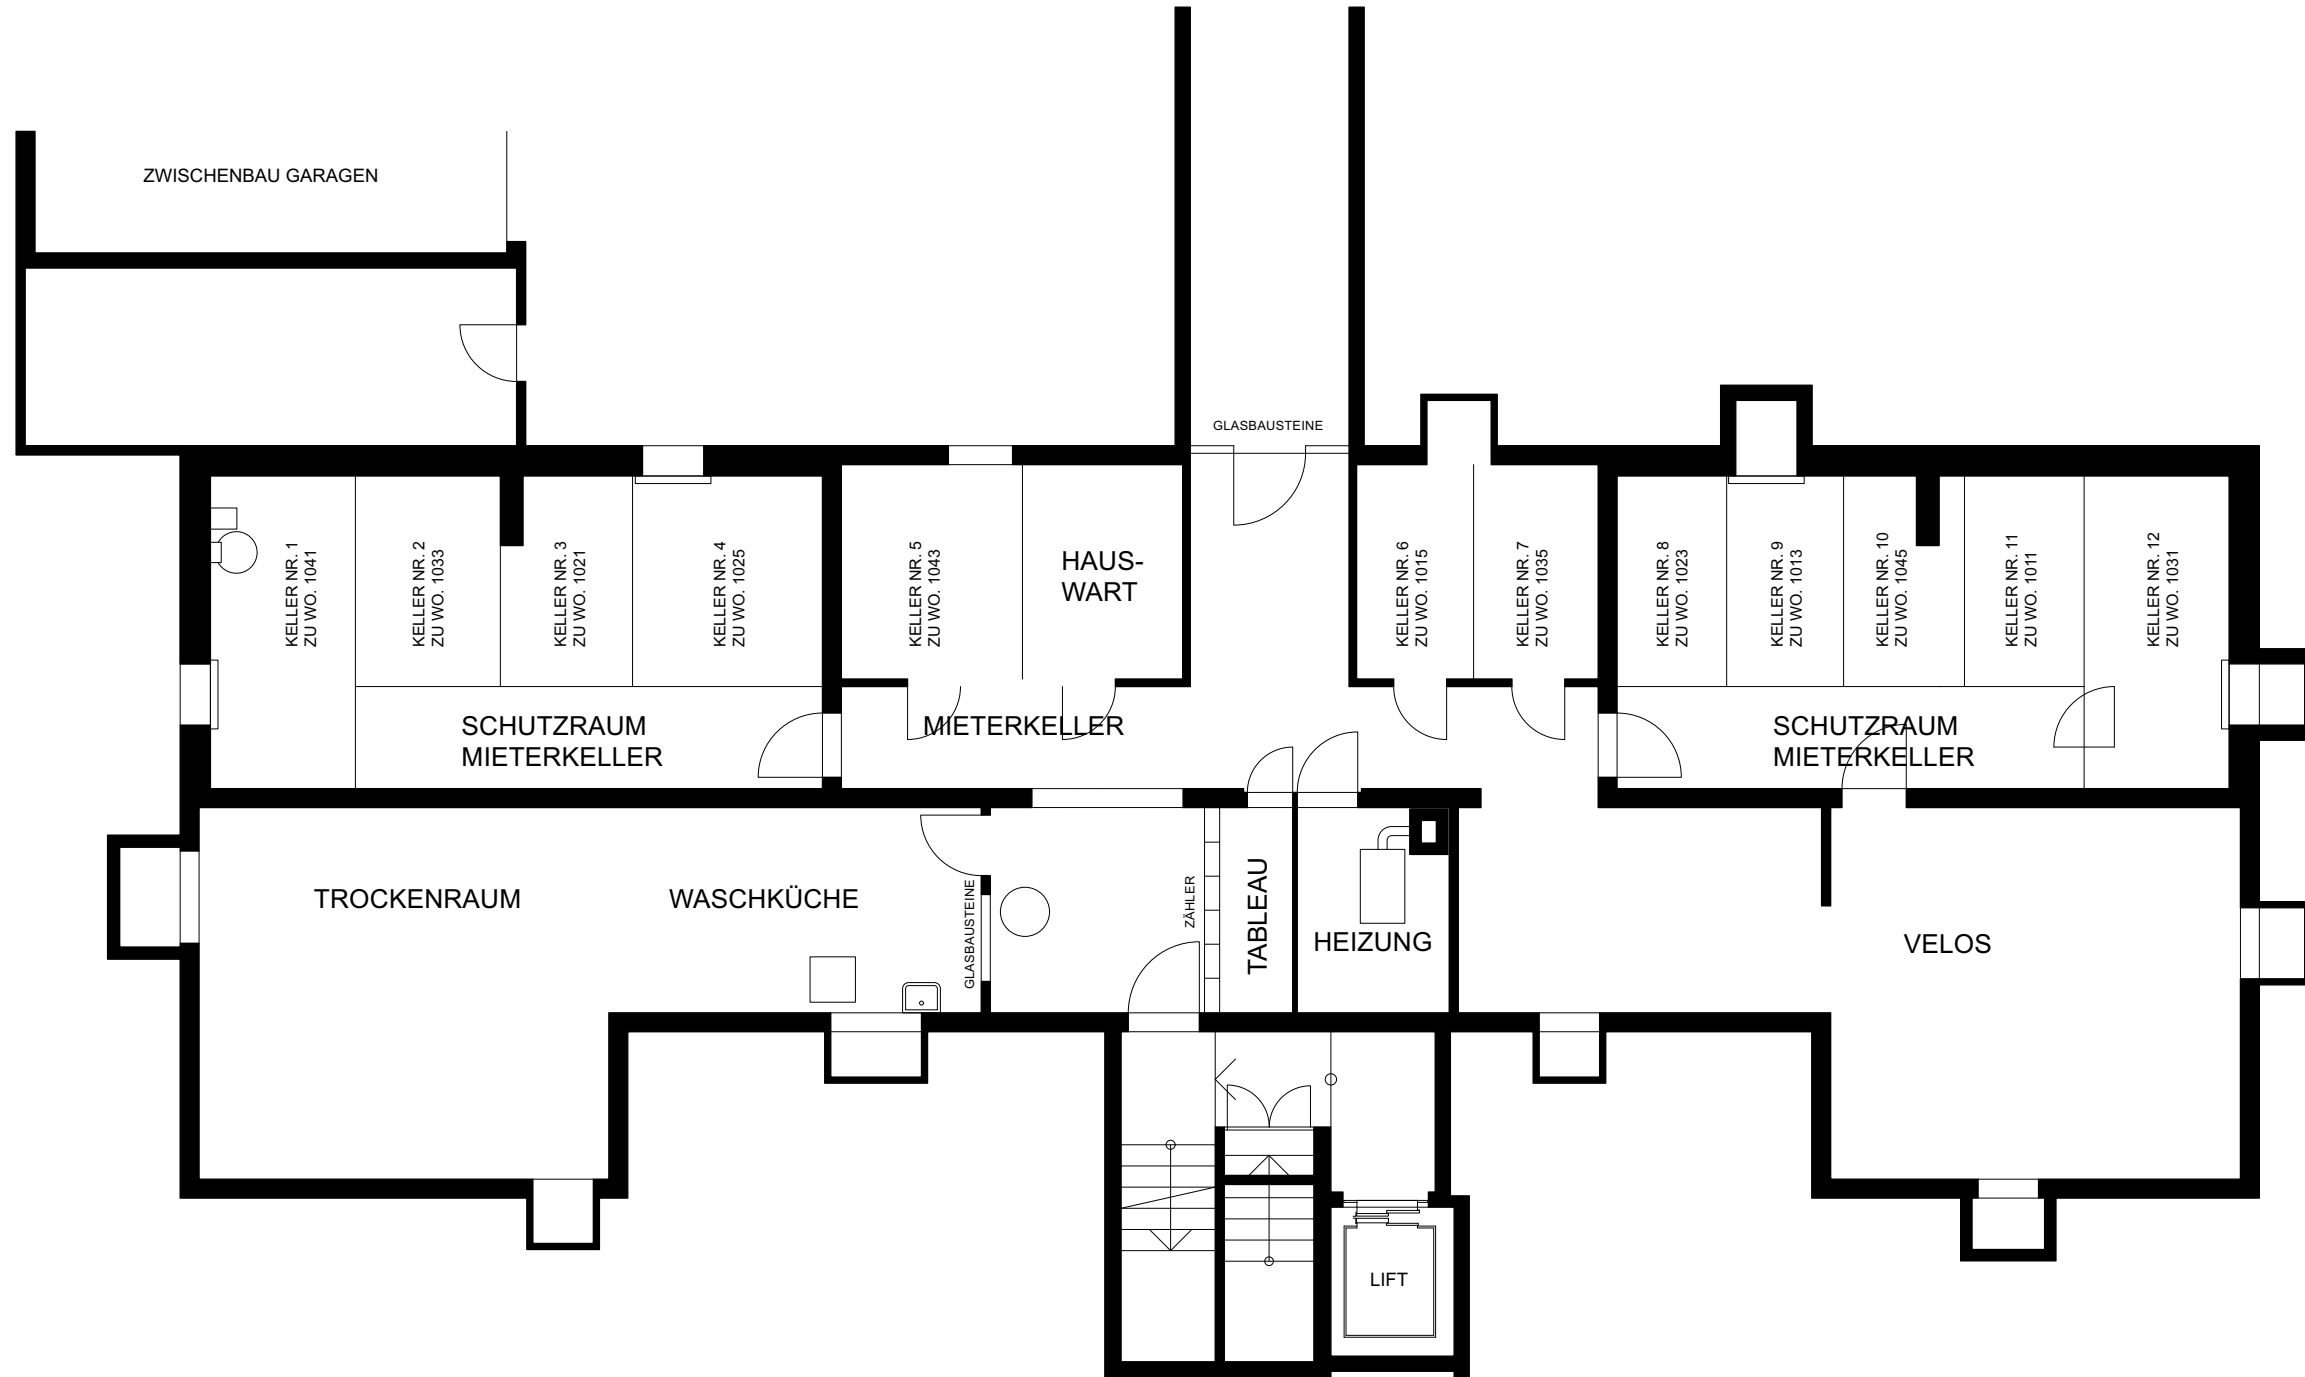 ZWISCHENBAU GARAGEN
GLASBAUSTEINE
KELLER NR. 1
ZU WO. 1041
KELLER NR. 2
ZU WO. 1033
KELLER NR. 3
ZU WO. 1021
KELLER NR. 4
ZU WO. 1025
KELLER NR. 5
ZU WO. 1043
HAUS-
WART
KELLER NR. 6
ZU WO. 1015
KELLER NR. 7
ZU WO. 1035
KELLER NR. 8
ZU WO. 1023
KELLER NR. 9
ZU WO. 1013
KELLER NR. 10
ZU WO. 1045
KELLER NR. 11
ZU WO. 1011
KELLER NR. 12
ZU WO. 1031
SCHUTZRAUM
MIETERKELLER
MIETERKELLER
SCHUTZRAUM
MIETERKELLER
TROCKENRAUM
WASCHKÜCHE
GLASBAUSTEINE
ZÄHLER
TABLEAU
HEIZUNG
VELOS
LIFT